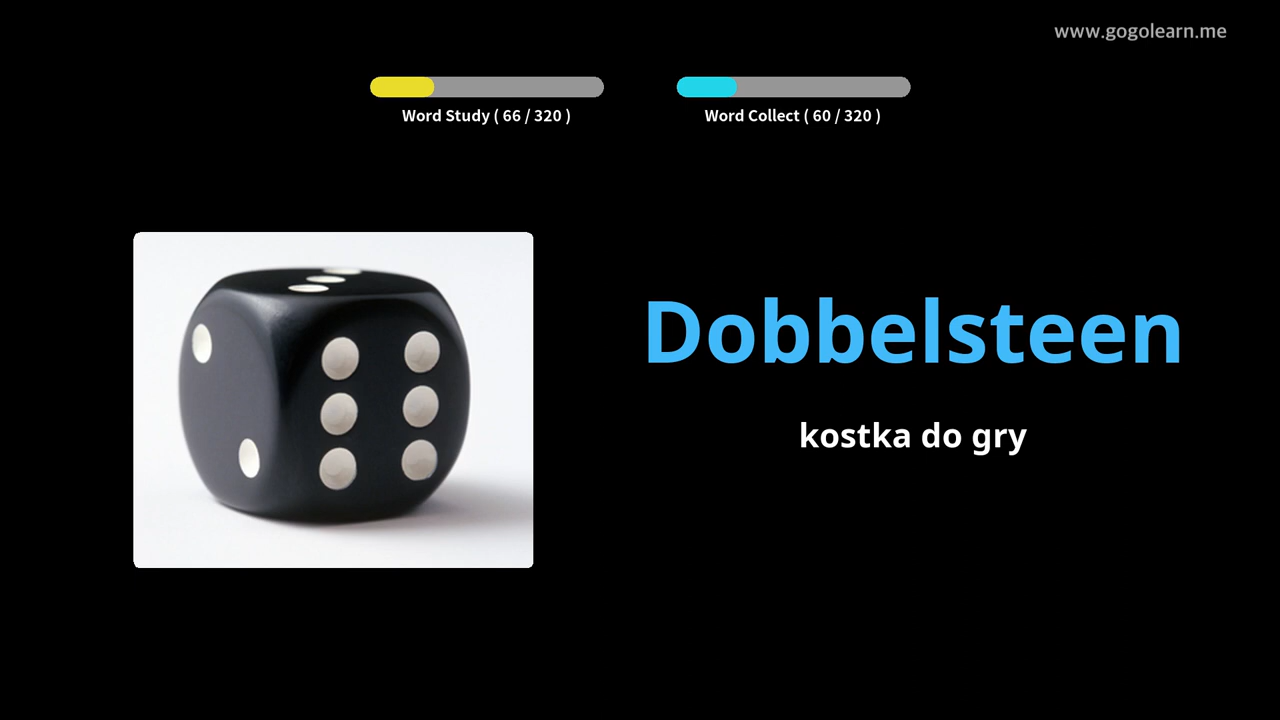 www.gogolearn.me
Word Study ( 66 / 320 )
Word Collect ( 60 / 320 )
Dobbelsteen
kostka do gry